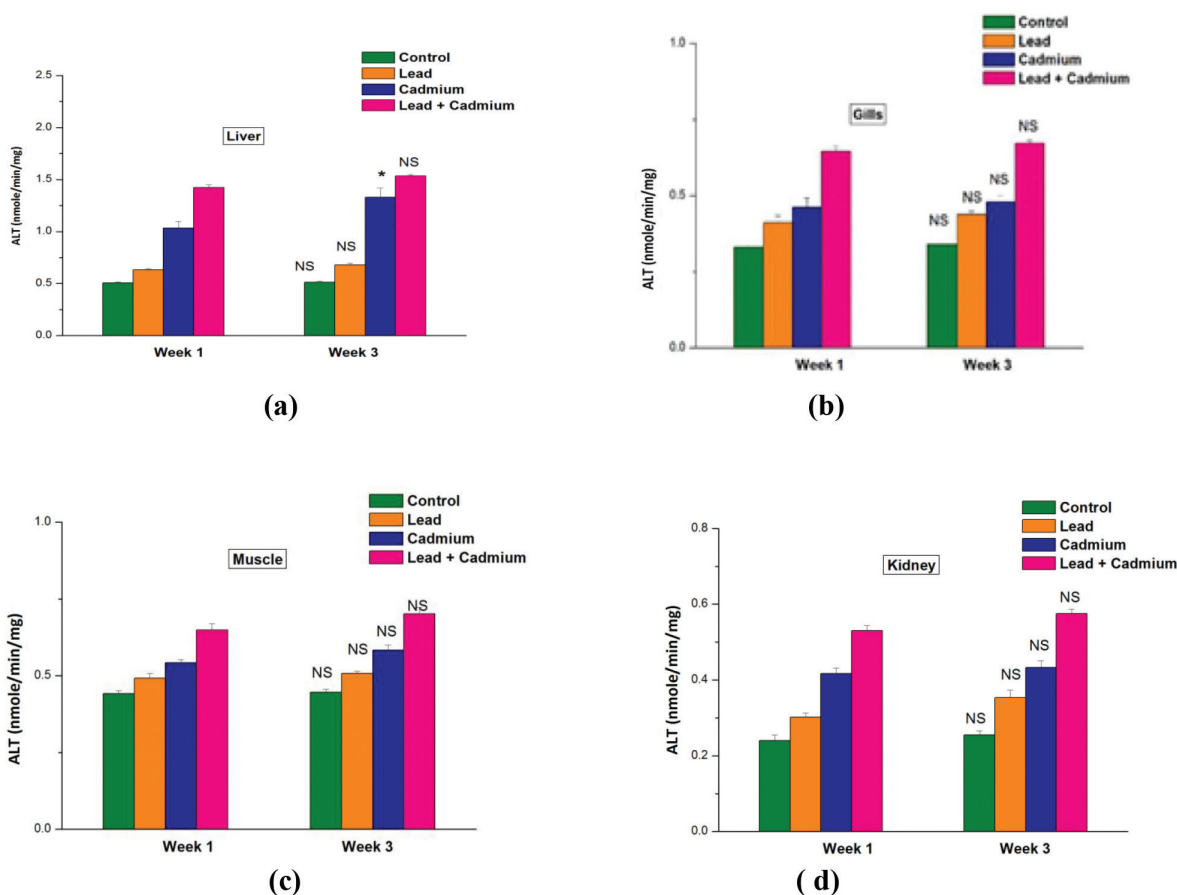 Control
Lead
Cadmium
Lead + Cadmium
Liver
ALT (nmole/min/mg)
2.5
2.0
1.5
1.0
0.5
0.0
NS
NS
*
NS
Week 1
Week 3
(a)
Control
Lead
Cadmium
Lead + Cadmium
Gills
ALT (nmole/min/mg)
1.0
0.5
0.0
NS
NS
NS
NS
Week 1
Week 3
(b)
Control
Lead
Cadmium
Lead + Cadmium
Muscle
ALT (nmole/min/mg)
1.0
0.5
0.0
NS
NS
NS
NS
Week 1
Week 3
(c)
Control
Lead
Cadmium
Lead + Cadmium
Kidney
ALT (nmole/min/mg)
0.8
0.6
0.4
0.2
0.0
NS
NS
NS
NS
Week 1
Week 3
( d)